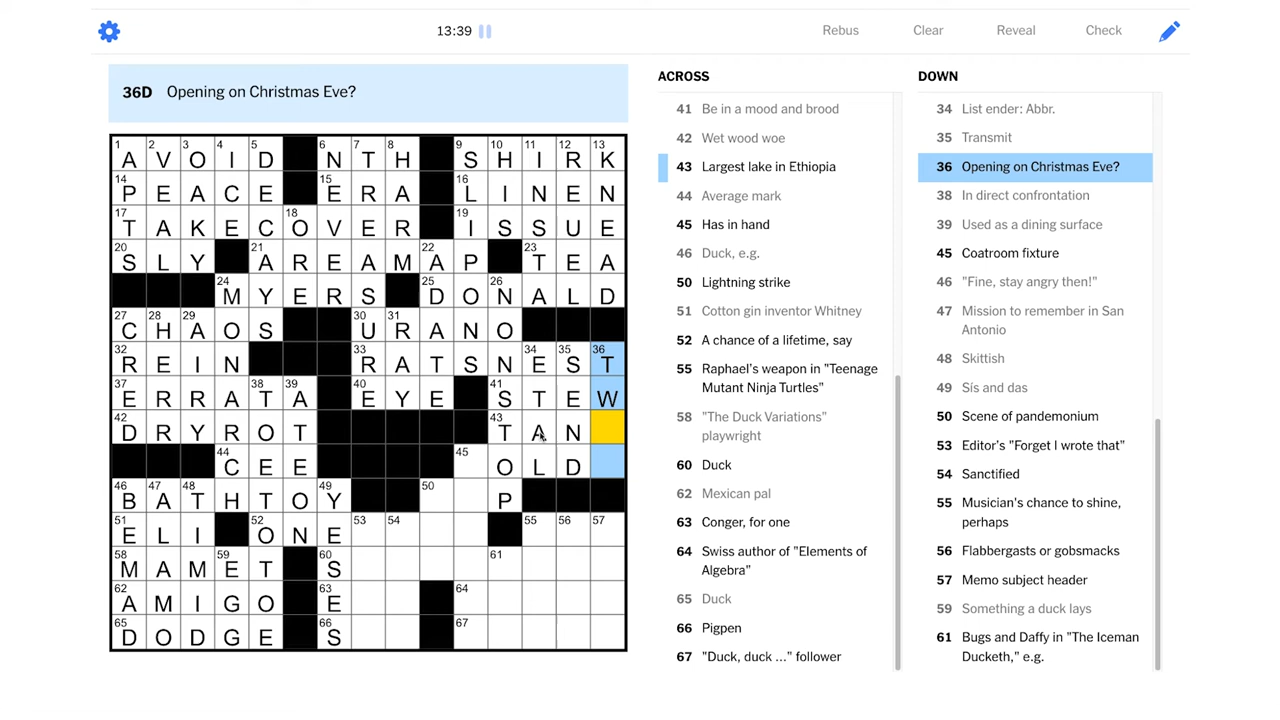 13:39
Rebus
Clear
Reveal
Check
36D Opening on Christmas Eve?
1 A 2 V 3 O 4 I 5 D 6 N 7 T 8 H 9 S 10 H 11 I 12 R 13 K
14 P E A C E 15 E R A 16 L I N E N
17 T A K E C 18 O V E R 19 I S S U E
20 S L Y 21 A R E A M 22 A P 23 T E A
24 M Y E R S 25 D O 26 N A L D
27 C 28 H 29 A O S 30 U 31 R A N O
32 R E I N 33 R A T S N 34 E 35 S 36 T
37 E R R A 38 T 39 A 40 E Y E 41 S T E W
42 D R Y R O T 43 T A N
44 C E E 45 O L D
46 B 47 A 48 T H T O 49 Y 50 P
51 E L I 52 O N E 53 54 55 56 57
58 M A M 59 E T 60 S 61
62 A M I G O 63 E 64
65 D O D G E 66 S 67
ACROSS
41 Be in a mood and brood
42 Wet wood woe
43 Largest lake in Ethiopia
44 Average mark
45 Has in hand
46 Duck, e.g.
50 Lightning strike
51 Cotton gin inventor Whitney
52 A chance of a lifetime, say
55 Raphael's weapon in "Teenage
Mutant Ninja Turtles"
58 "The Duck Variations"
playwright
60 Duck
62 Mexican pal
63 Conger, for one
64 Swiss author of "Elements of
Algebra"
65 Duck
66 Pigpen
67 "Duck, duck ..." follower
DOWN
34 List ender: Abbr.
35 Transmit
36 Opening on Christmas Eve?
38 In direct confrontation
39 Used as a dining surface
45 Coatroom fixture
46 "Fine, stay angry then!"
47 Mission to remember in San
Antonio
48 Skittish
49 Sís and das
50 Scene of pandemonium
53 Editor's "Forget I wrote that"
54 Sanctified
55 Musician's chance to shine,
perhaps
56 Flabbergasts or gobsmacks
57 Memo subject header
59 Something a duck lays
61 Bugs and Daffy in "The Iceman
Ducketh," e.g.